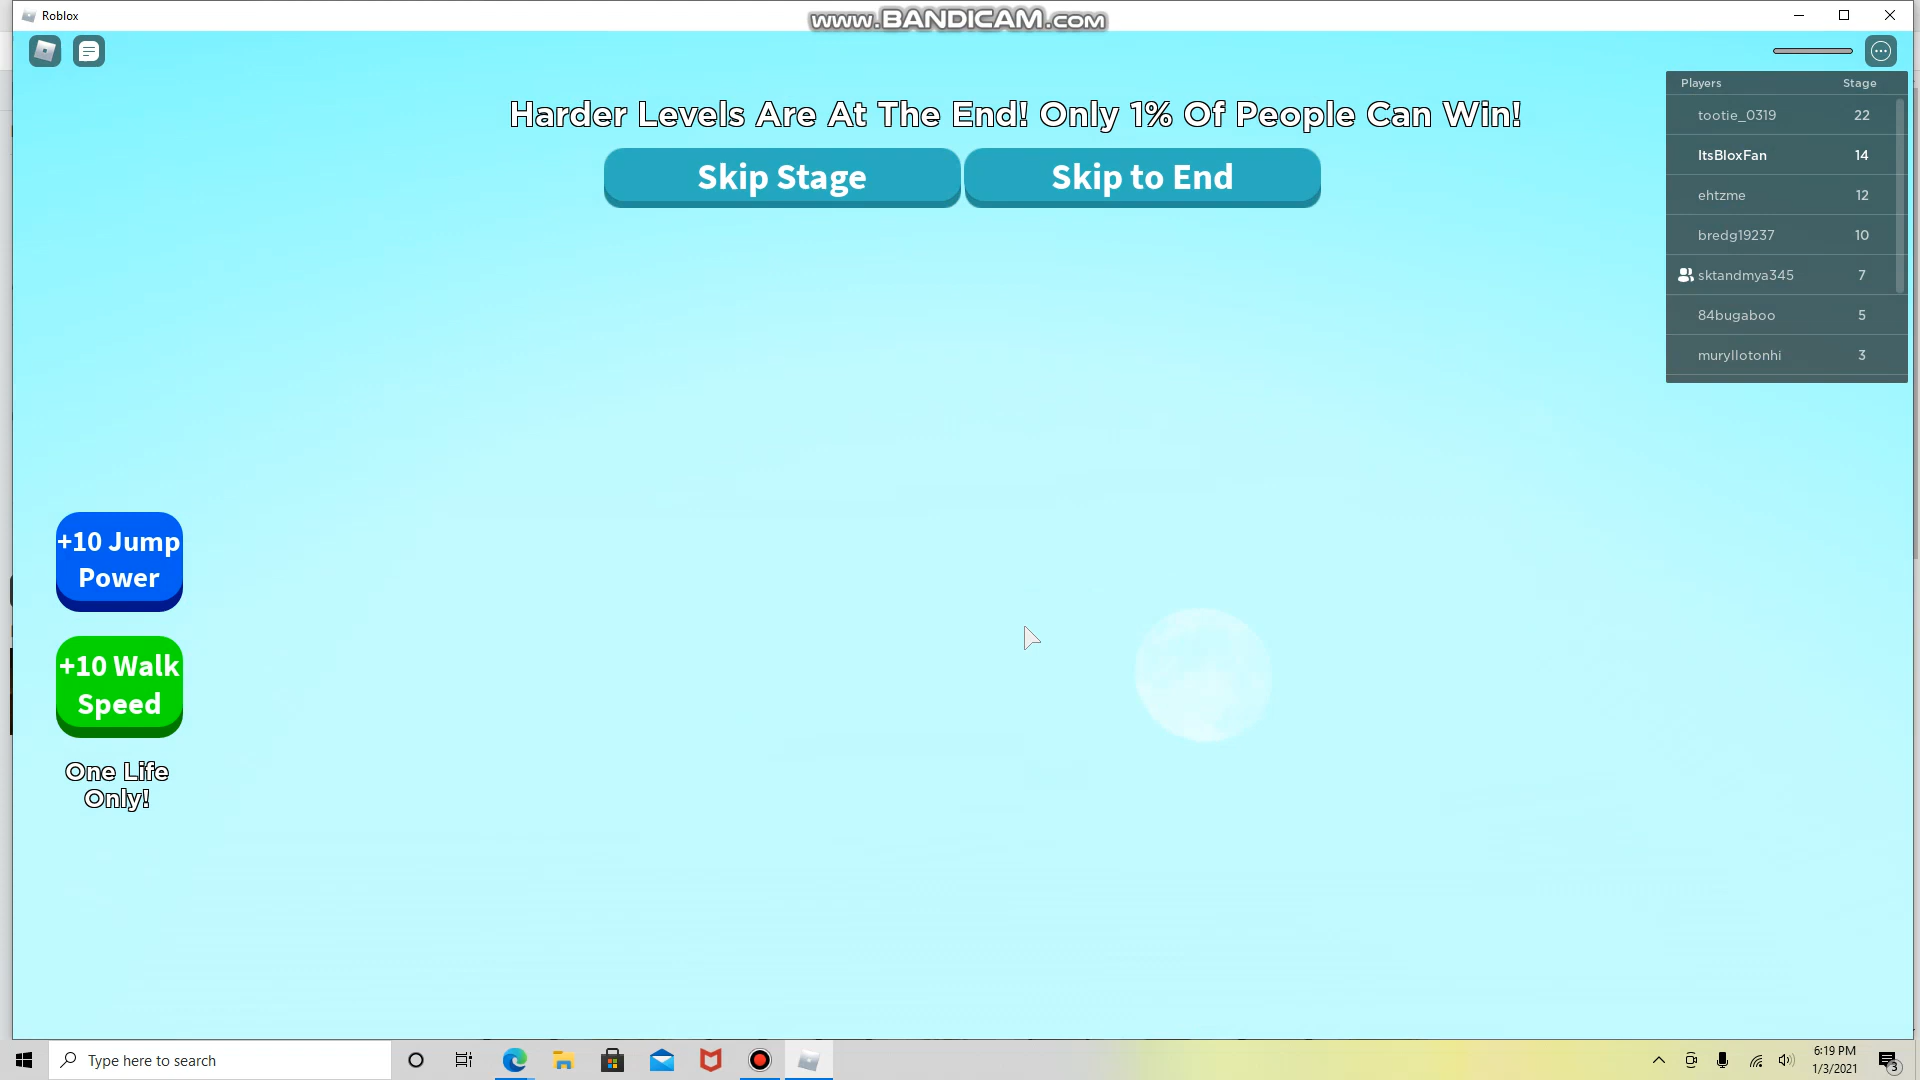 Roblox
www.BANDICAM.com
Players Stage
tootie_0319 22
ItsBloxFan 14
ehtzme 12
bredg19237 10
sktandmya345 7
84bugaboo 5
muryllotonhi 3
Harder Levels Are At The End! Only 1% Of People Can Win!
Skip Stage
Skip to End
+10 Jump
Power
+10 Walk
Speed
One Life
Only!
Type here to search
6:19 PM
1/3/2021
3